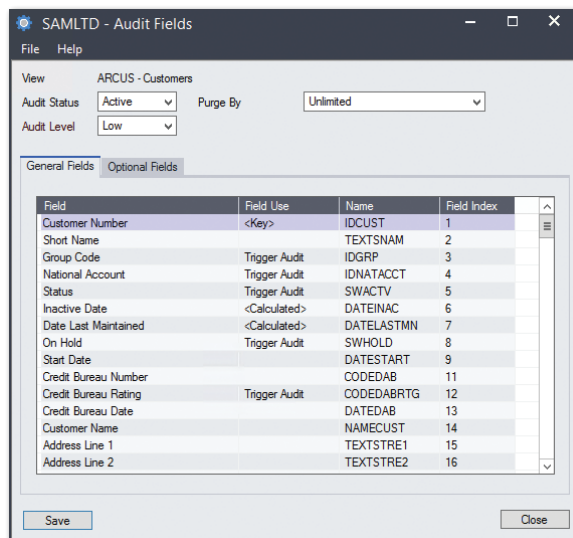 SAMLTD - Audit Fields
File Help
View ARCUS - Customers
Audit Status Active Purge By Unlimited
Audit Level Low
General Fields Optional Fields
Field Field Use Name Field Index
Customer Number <Key> IDCUST 1
Short Name TEXTSNAM 2
Group Code Trigger Audit IDGRP 3
National Account Trigger Audit IDNATACCT 4
Status Trigger Audit SWACTV 5
Inactive Date <Calculated> DATEINAC 6
Date Last Maintained <Calculated> DATELASTMN 7
On Hold Trigger Audit SWHOLD 8
Start Date DATESTART 9
Credit Bureau Number CODEDAB 11
Credit Bureau Rating Trigger Audit CODEDABRTG 12
Credit Bureau Date DATEDAB 13
Customer Name NAMECUST 14
Address Line 1 TEXTSTRE1 15
Address Line 2 TEXTSTRE2 16
Save Close